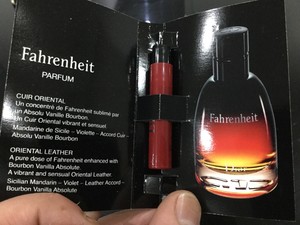 Fahrenheit
PARFUM
CUIR ORIENTAL
Un concentré de Fahrenheit sublimé par
un Absolu Vanille Bourbon.
Un Cuir Oriental vibrant et sensuel
Mandarine de Sicile – Violette – Accord Cuir -
Absolu Vanille Bourbon
ORIENTAL LEATHER
A pure dose of Fahrenheit enhanced with
Bourbon Vanilla Absolute.
A vibrant and sensual Oriental Leather.
Sicilian Mandarin – Violet – Leather Accord -
Bourbon Vanilla Absolute
Fahrenheit
Dior